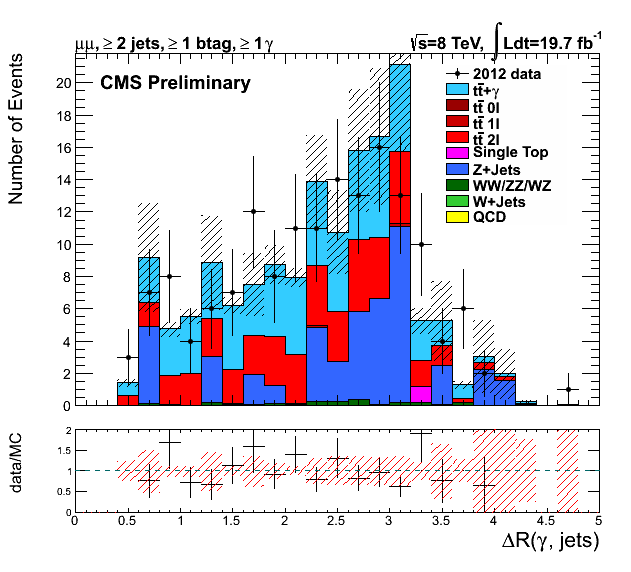 μμ, ≥ 2 jets, ≥ 1 btag, ≥ 1 γ
√s=8 TeV, ∫Ldt=19.7 fb⁻¹
Number of Events
CMS Preliminary
2012 data
tt̄+γ
tt̄ 0l
tt̄ 1l
tt̄ 2l
Single Top
Z+Jets
WW/ZZ/WZ
W+Jets
QCD
20
18
16
14
12
10
8
6
4
2
0
data/MC
2
1.5
1
0.5
0
0 0.5 1 1.5 2 2.5 3 3.5 4 4.5 5
ΔR(γ, jets)